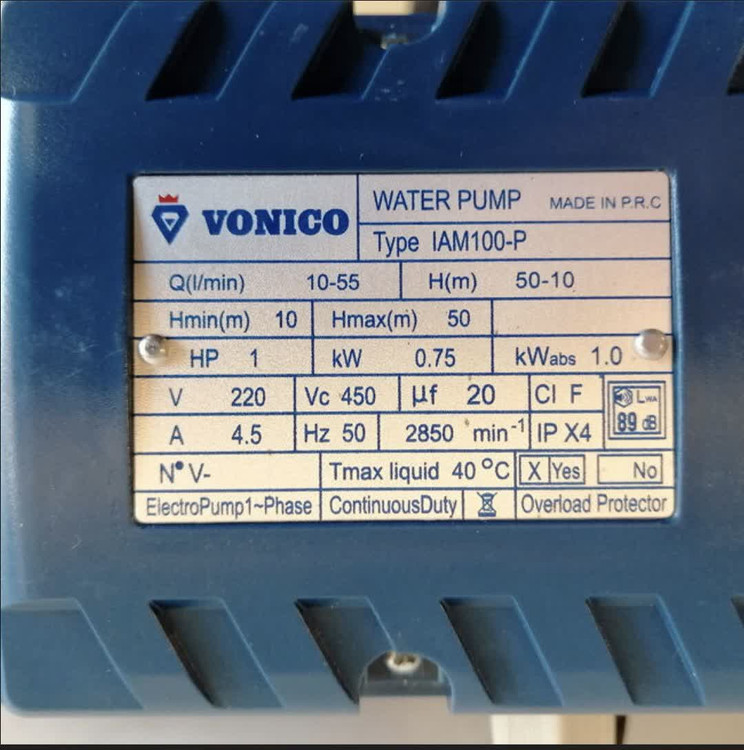 VONICO
WATER PUMP MADE IN P.R.C
Type IAM100-P
Q(l/min) 10-55 H(m) 50-10
Hmin(m) 10 Hmax(m) 50
HP 1 kW 0.75 kWabs 1.0
V 220 Vc 450 µf 20 Cl F LWA
89 dB
A 4.5 Hz 50 2850 min-1 IP X4
N° V- Tmax liquid 40 °C X Yes No
ElectroPump1~Phase ContinuousDuty Overload Protector